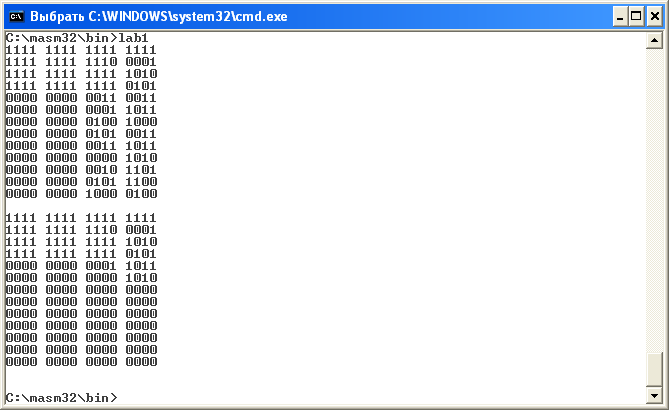 Выбрать C:\WINDOWS\system32\cmd.exe
C:\masm32\bin>lab1
1111 1111 1111 1111
1111 1111 1110 0001
1111 1111 1111 1010
1111 1111 1111 0101
0000 0000 0011 0011
0000 0000 0001 1011
0000 0000 0100 1000
0000 0000 0101 0011
0000 0000 0011 1011
0000 0000 0000 1010
0000 0000 0010 1101
0000 0000 0101 1100
0000 0000 1000 0100
1111 1111 1111 1111
1111 1111 1110 0001
1111 1111 1111 1010
1111 1111 1111 0101
0000 0000 0001 1011
0000 0000 0000 1010
0000 0000 0000 0000
0000 0000 0000 0000
0000 0000 0000 0000
0000 0000 0000 0000
0000 0000 0000 0000
0000 0000 0000 0000
0000 0000 0000 0000
C:\masm32\bin>